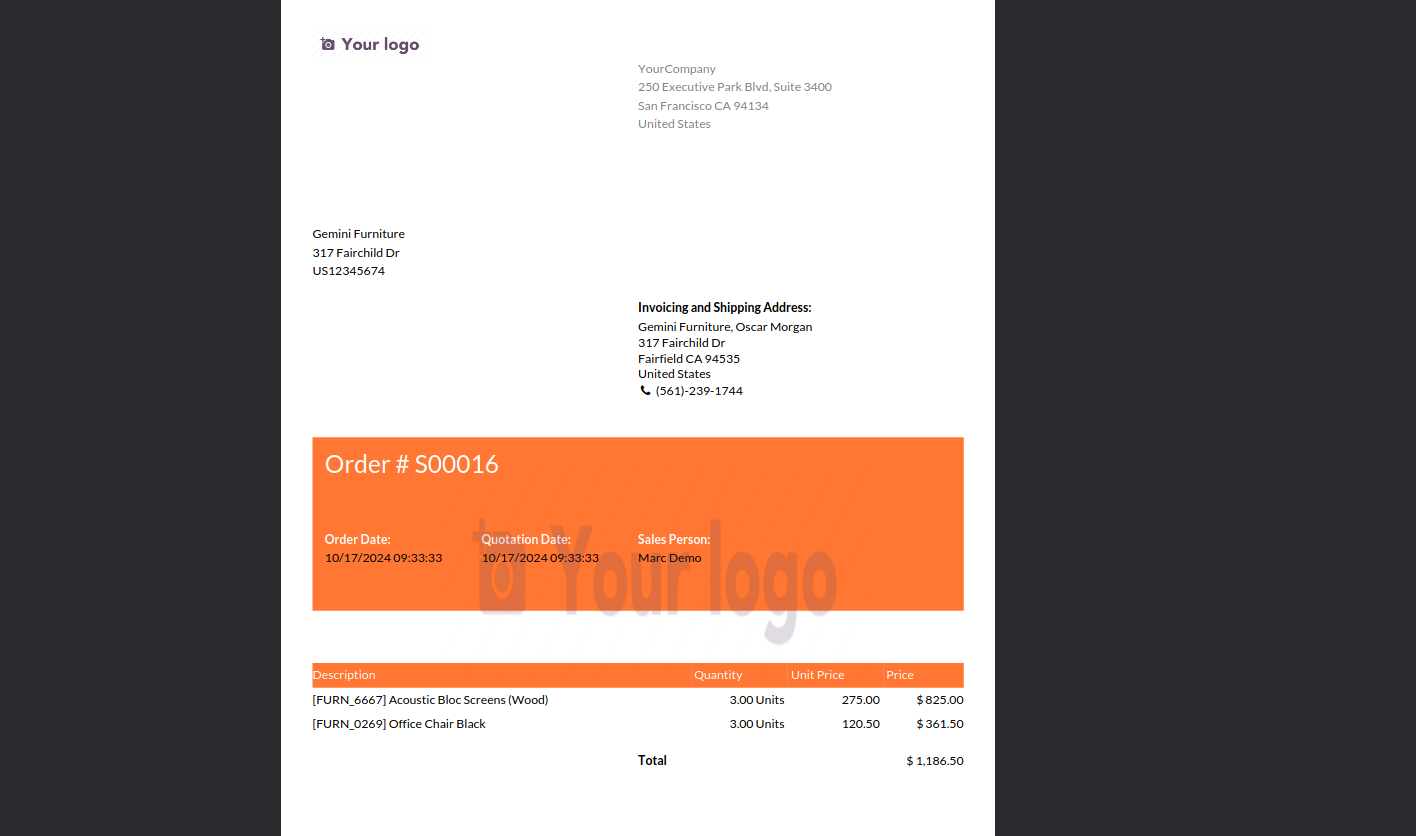 Your logo
YourCompany
250 Executive Park Blvd, Suite 3400
San Francisco CA 94134
United States
Gemini Furniture
317 Fairchild Dr
US12345674
Invoicing and Shipping Address:
Gemini Furniture, Oscar Morgan
317 Fairchild Dr
Fairfield CA 94535
United States
(561)-239-1744
Order # S00016
Order Date: Quotation Date: Sales Person:
10/17/2024 09:33:33 10/17/2024 09:33:33 Marc Demo
Your logo
Description Quantity Unit Price Price
[FURN_6667] Acoustic Bloc Screens (Wood) 3.00 Units 275.00 $ 825.00
[FURN_0269] Office Chair Black 3.00 Units 120.50 $ 361.50
Total $ 1,186.50